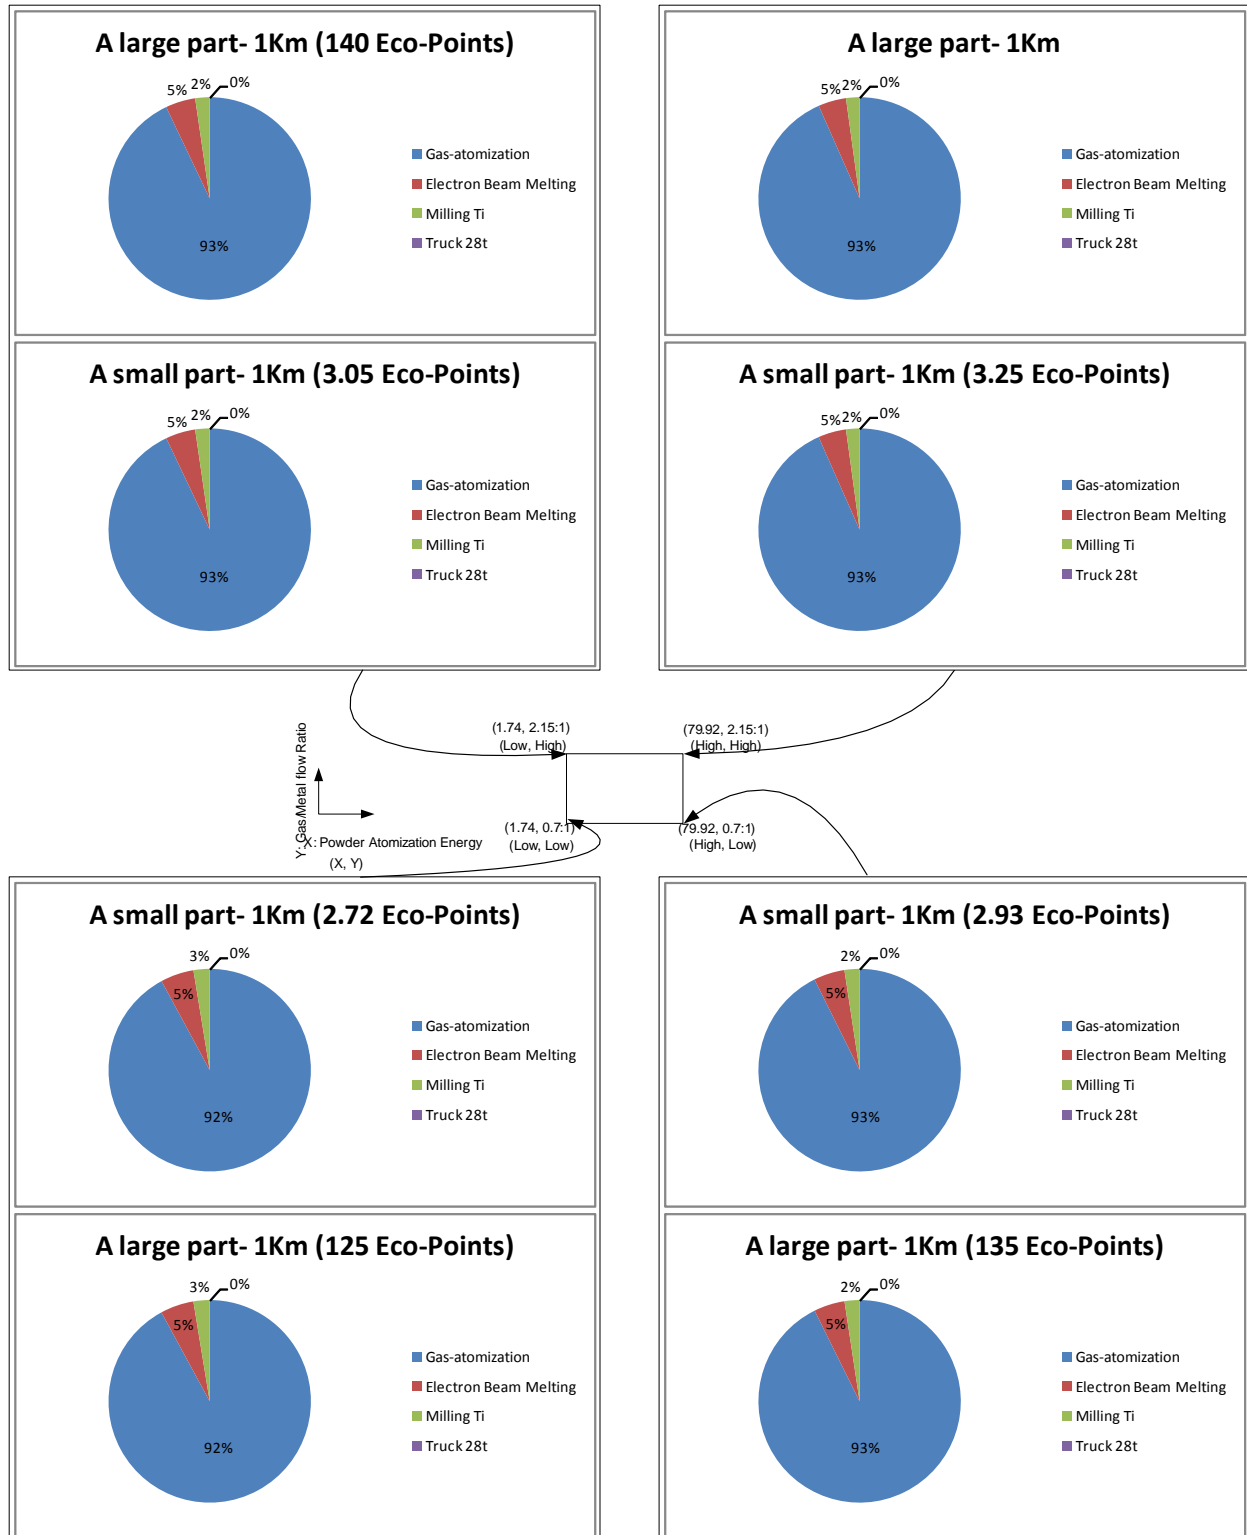 A large part- 1Km (140 Eco-Points)
5%
2%
0%
93%
Gas-atomization
Electron Beam Melting
Milling Ti
Truck 28t
A large part- 1Km
5%
2%
0%
93%
Gas-atomization
Electron Beam Melting
Milling Ti
Truck 28t
A small part- 1Km (3.05 Eco-Points)
5%
2%
0%
93%
Gas-atomization
Electron Beam Melting
Milling Ti
Truck 28t
A small part- 1Km (3.25 Eco-Points)
5%
2%
0%
93%
Gas-atomization
Electron Beam Melting
Milling Ti
Truck 28t
(1.74, 2.15:1)
(Low, High)
(79.92, 2.15:1)
(High, High)
Y: Gas/Metal flow Ratio
X: Powder Atomization Energy
(X, Y)
(1.74, 0.7:1)
(Low, Low)
(79.92, 0.7:1)
(High, Low)
A small part- 1Km (2.72 Eco-Points)
3%
0%
5%
92%
Gas-atomization
Electron Beam Melting
Milling Ti
Truck 28t
A small part- 1Km (2.93 Eco-Points)
2%
0%
5%
93%
Gas-atomization
Electron Beam Melting
Milling Ti
Truck 28t
A large part- 1Km (125 Eco-Points)
3%
0%
5%
92%
Gas-atomization
Electron Beam Melting
Milling Ti
Truck 28t
A large part- 1Km (135 Eco-Points)
2%
0%
5%
93%
Gas-atomization
Electron Beam Melting
Milling Ti
Truck 28t